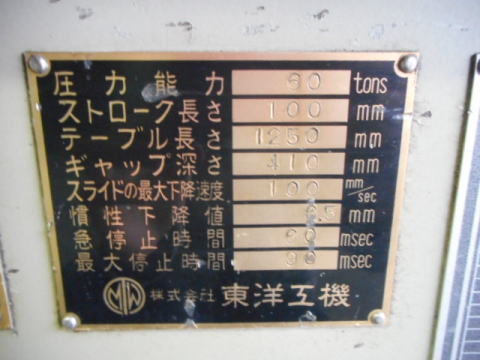 圧力能力 60 tons
ストローク長さ 100 mm
テーブル長さ 1250 mm
ギャップ深さ 410 mm
スライドの最大下降速度 100 mm/sec
慣性下降値 mm
急停止時間 msec
最大停止時間 msec
株式会社 東洋工機